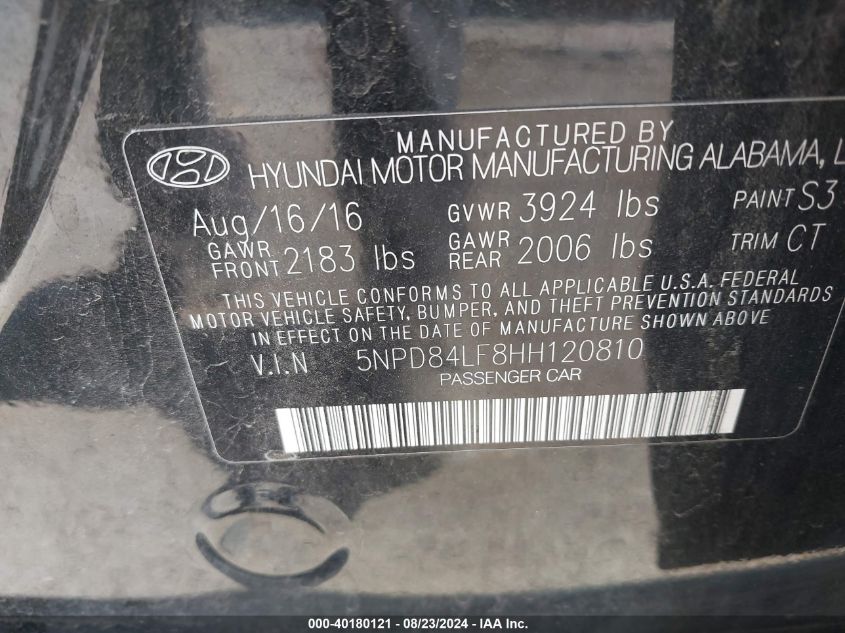 MANUFACTURED BY
HYUNDAI MOTOR MANUFACTURING ALABAMA, L
Aug/16/16 GVWR 3924 lbs PAINT S3
GAWR FRONT 2183 lbs GAWR REAR 2006 lbs TRIM CT
THIS VEHICLE CONFORMS TO ALL APPLICABLE U.S.A. FEDERAL
MOTOR VEHICLE SAFETY, BUMPER, AND THEFT PREVENTION STANDARDS
IN EFFECT ON THE DATE OF MANUFACTURE SHOWN ABOVE
V.I.N 5NPD84LF8HH120810
PASSENGER CAR
000-40180121 - 08/23/2024 - IAA Inc.